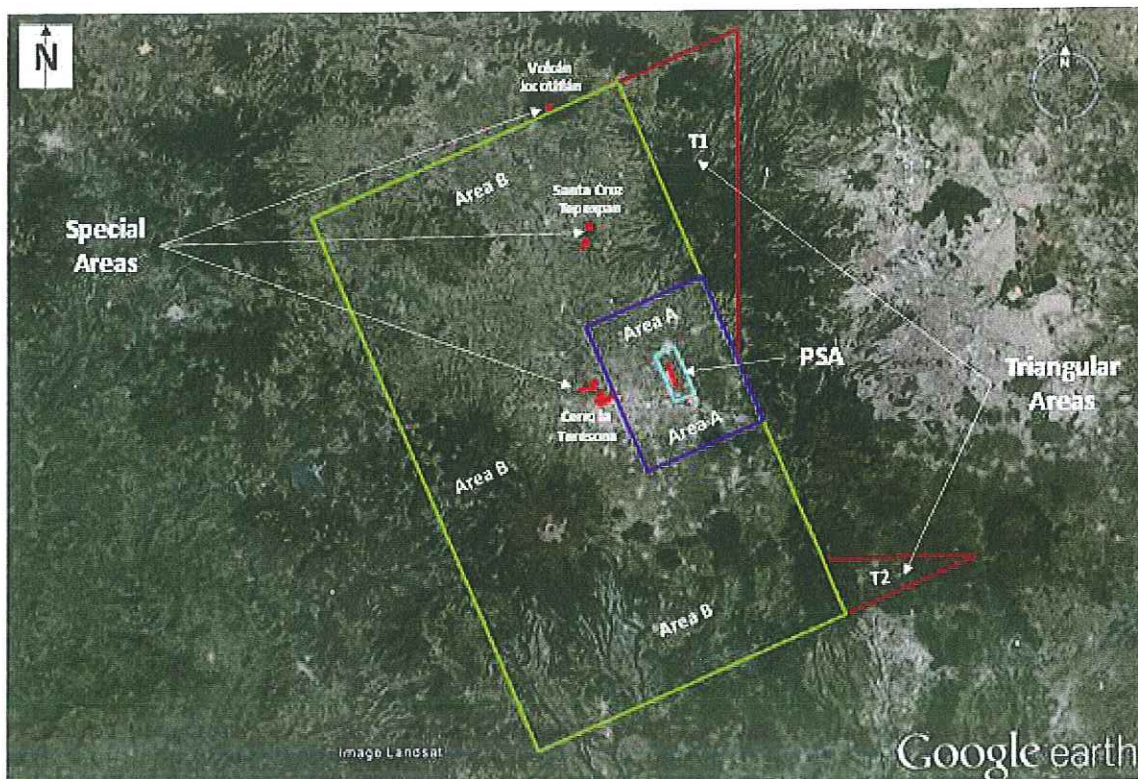 N
N
Volcán
Jocotitlán
T1
Area B
Santa Cruz
Tepexpan
Special
Areas
Area A
PSA
Triangular
Areas
Cerro la
Area A
Area B
T2
Area B
Image Landsat
Google earth